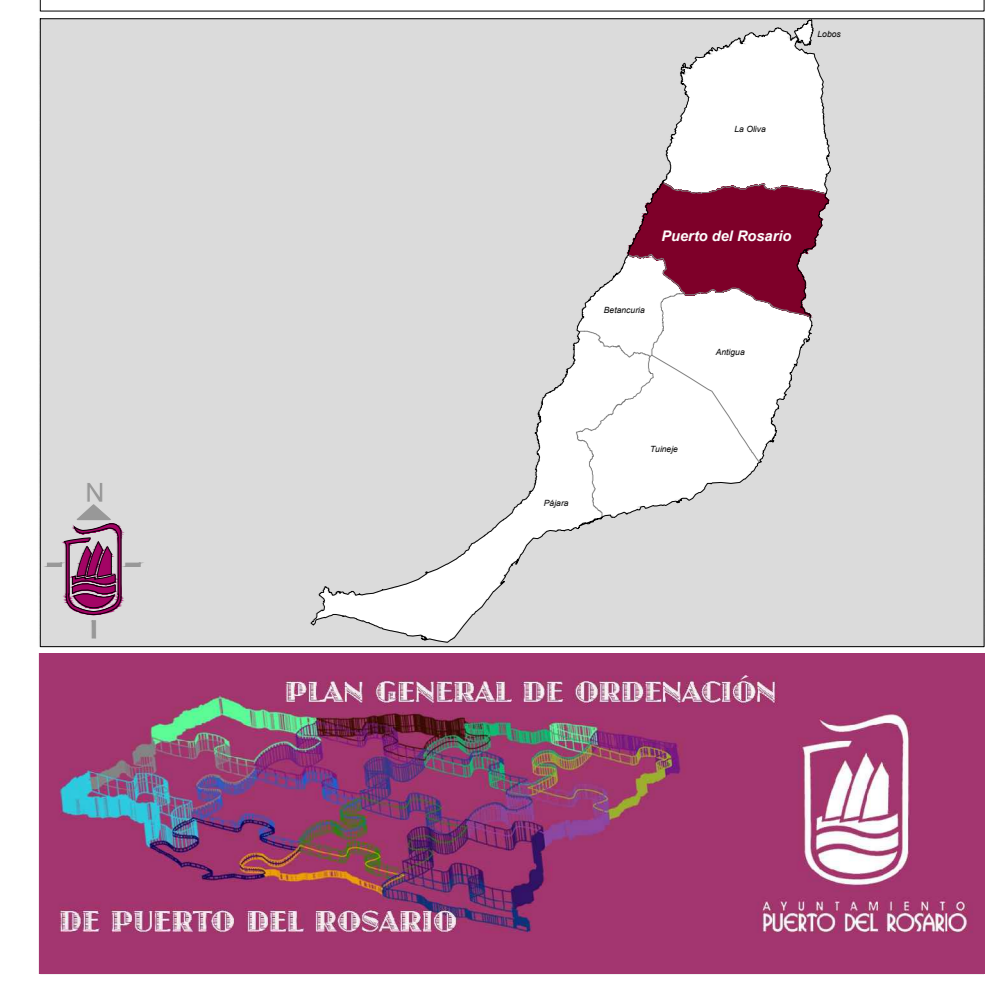 Lobos
La Oliva
Puerto del Rosario
Betancuria
Antigua
Tuineje
Pájara
N
PLAN GENERAL DE ORDENACIÓN
DE PUERTO DEL ROSARIO
AYUNTAMIENTO
PUERTO DEL ROSARIO